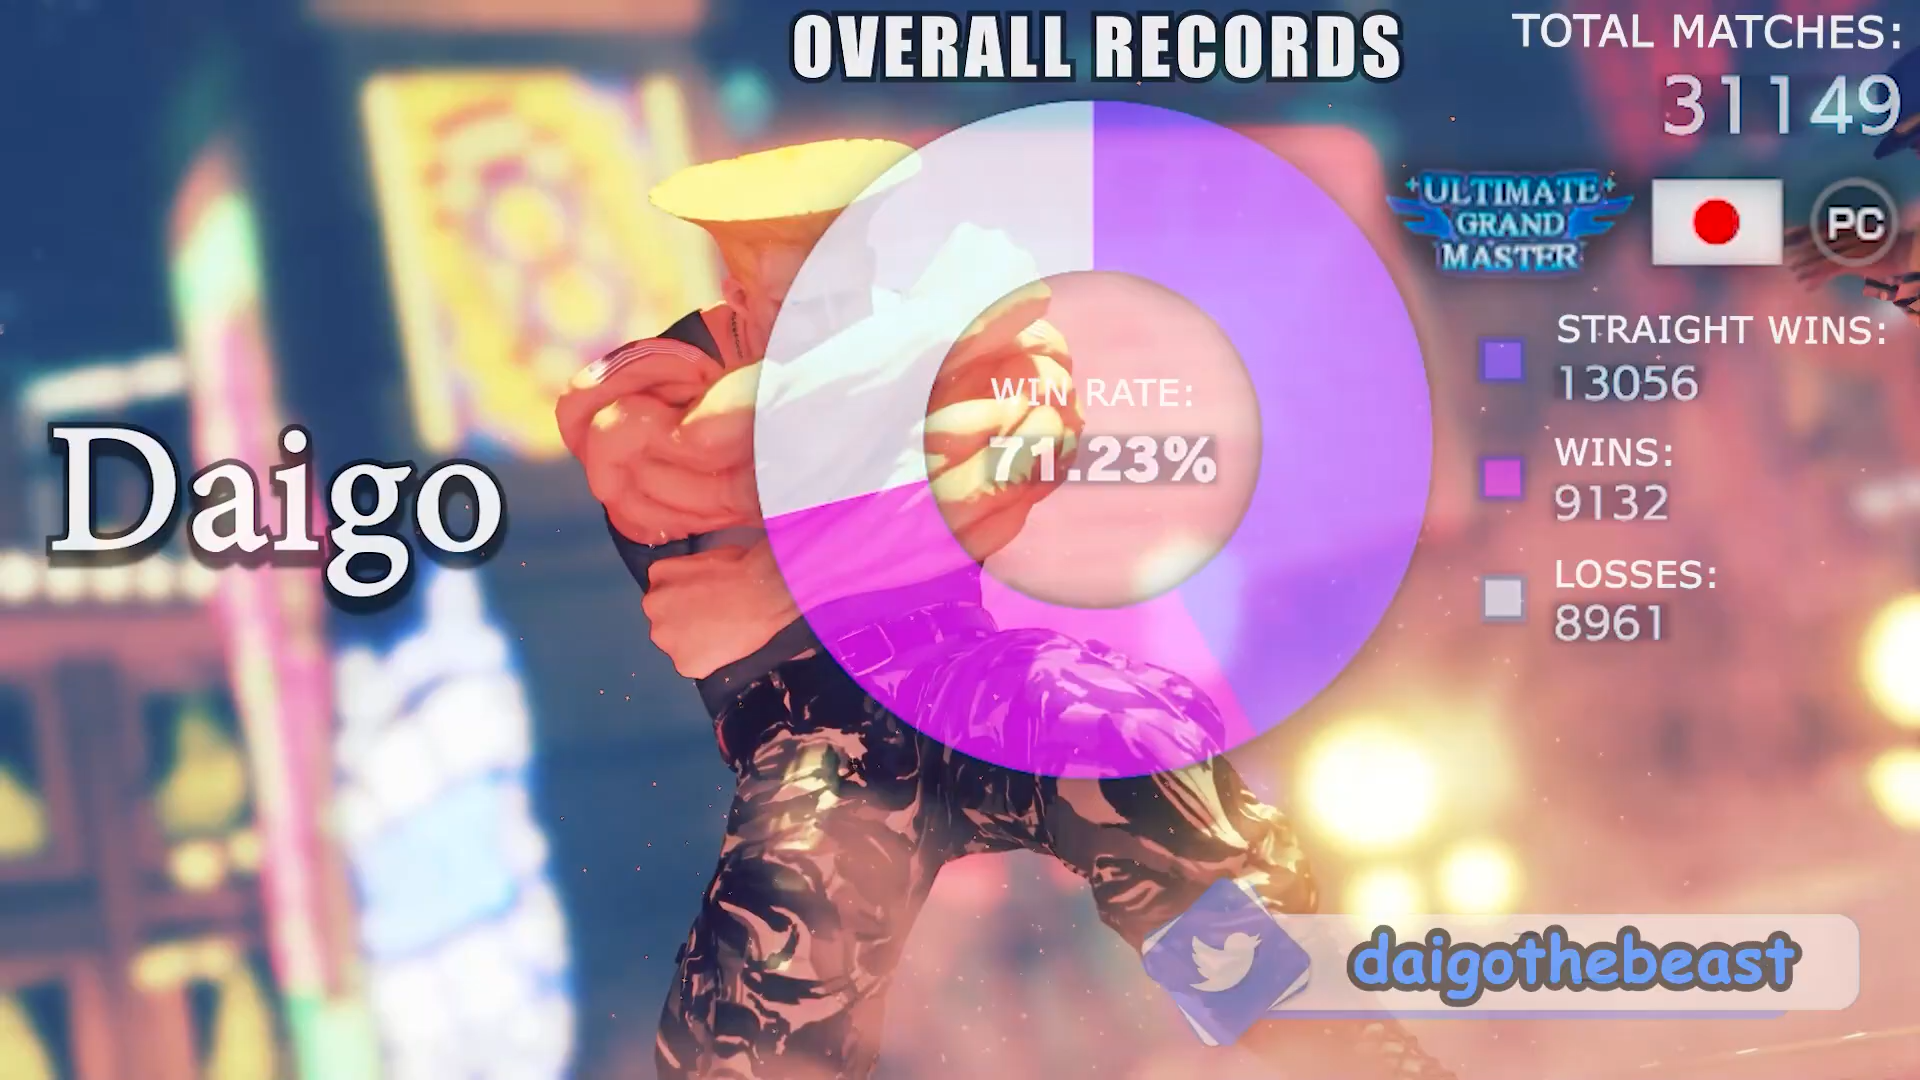 OVERALL RECORDS
TOTAL MATCHES:
31149
ULTIMATE
GRAND
MASTER
PC
STRAIGHT WINS:
13056
WINS:
9132
LOSSES:
8961
WIN RATE:
71.23%
Daigo
daigothebeast